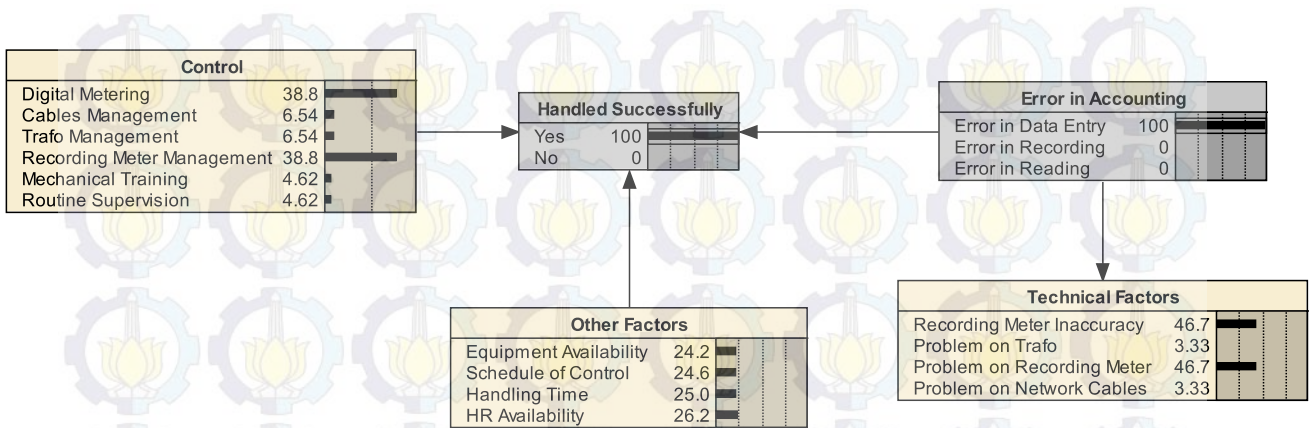 Control
Digital Metering 38.8
Cables Management 6.54
Trafo Management 6.54
Recording Meter Management 38.8
Mechanical Training 4.62
Routine Supervision 4.62
Handled Successfully
Yes 100
No 0
Error in Accounting
Error in Data Entry 100
Error in Recording 0
Error in Reading 0
Other Factors
Equipment Availability 24.2
Schedule of Control 24.6
Handling Time 25.0
HR Availability 26.2
Technical Factors
Recording Meter Inaccuracy 46.7
Problem on Trafo 3.33
Problem on Recording Meter 46.7
Problem on Network Cables 3.33